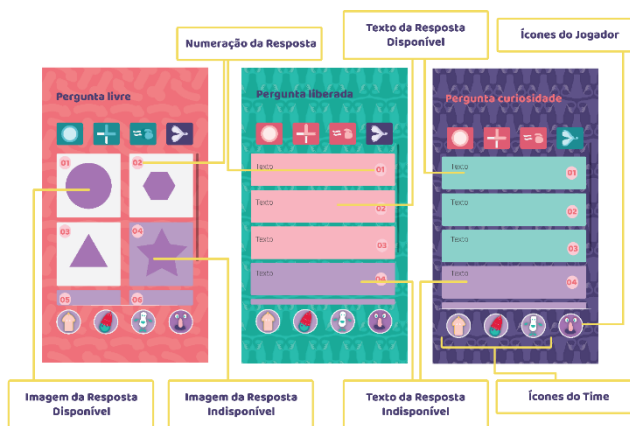 Numeração da Resposta
Texto da Resposta
Disponível
Ícones do Jogador
Pergunta livre
01
02
03
04
05
06
Pergunta liberada
Texto
01
Texto
02
Texto
03
Texto
04
Pergunta curiosidade
Texto
01
Texto
02
Texto
03
Texto
04
Imagem da Resposta
Disponível
Imagem da Resposta
Indisponível
Texto da Resposta
Indisponível
Ícones do Time